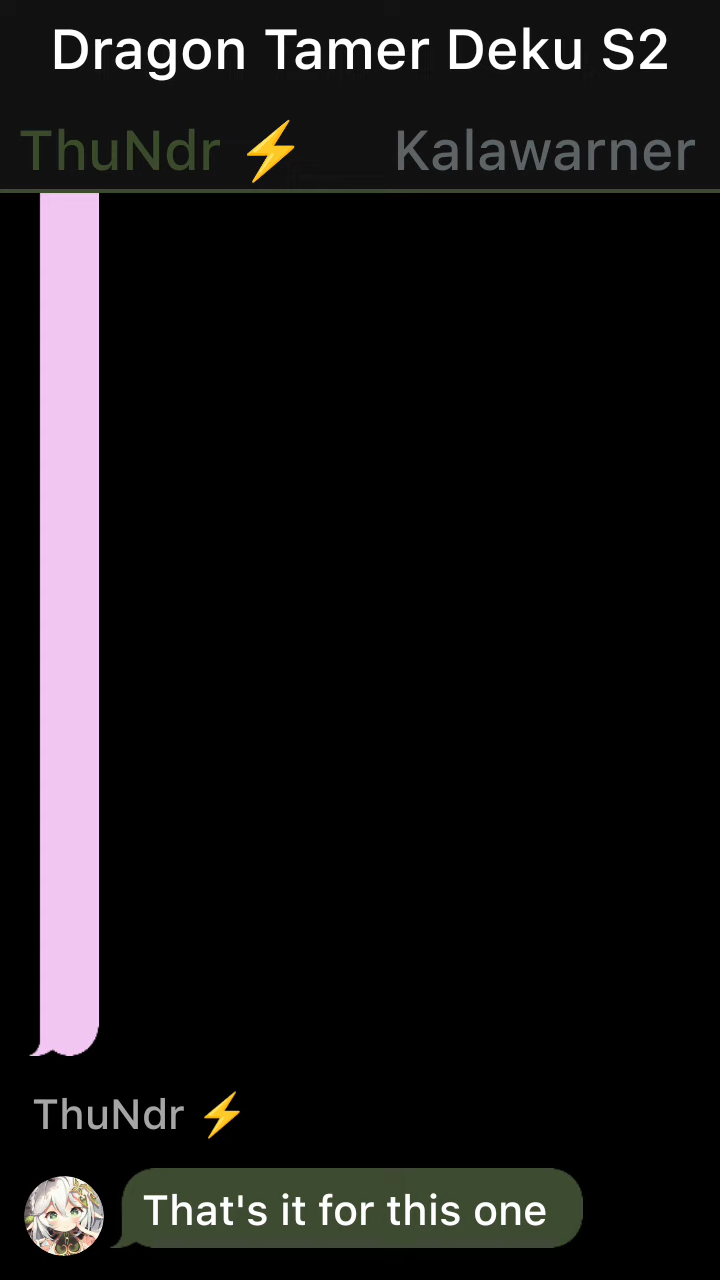 Dragon Tamer Deku S2
ThuNdr ⚡ Kalawarner
ThuNdr ⚡
That's it for this one